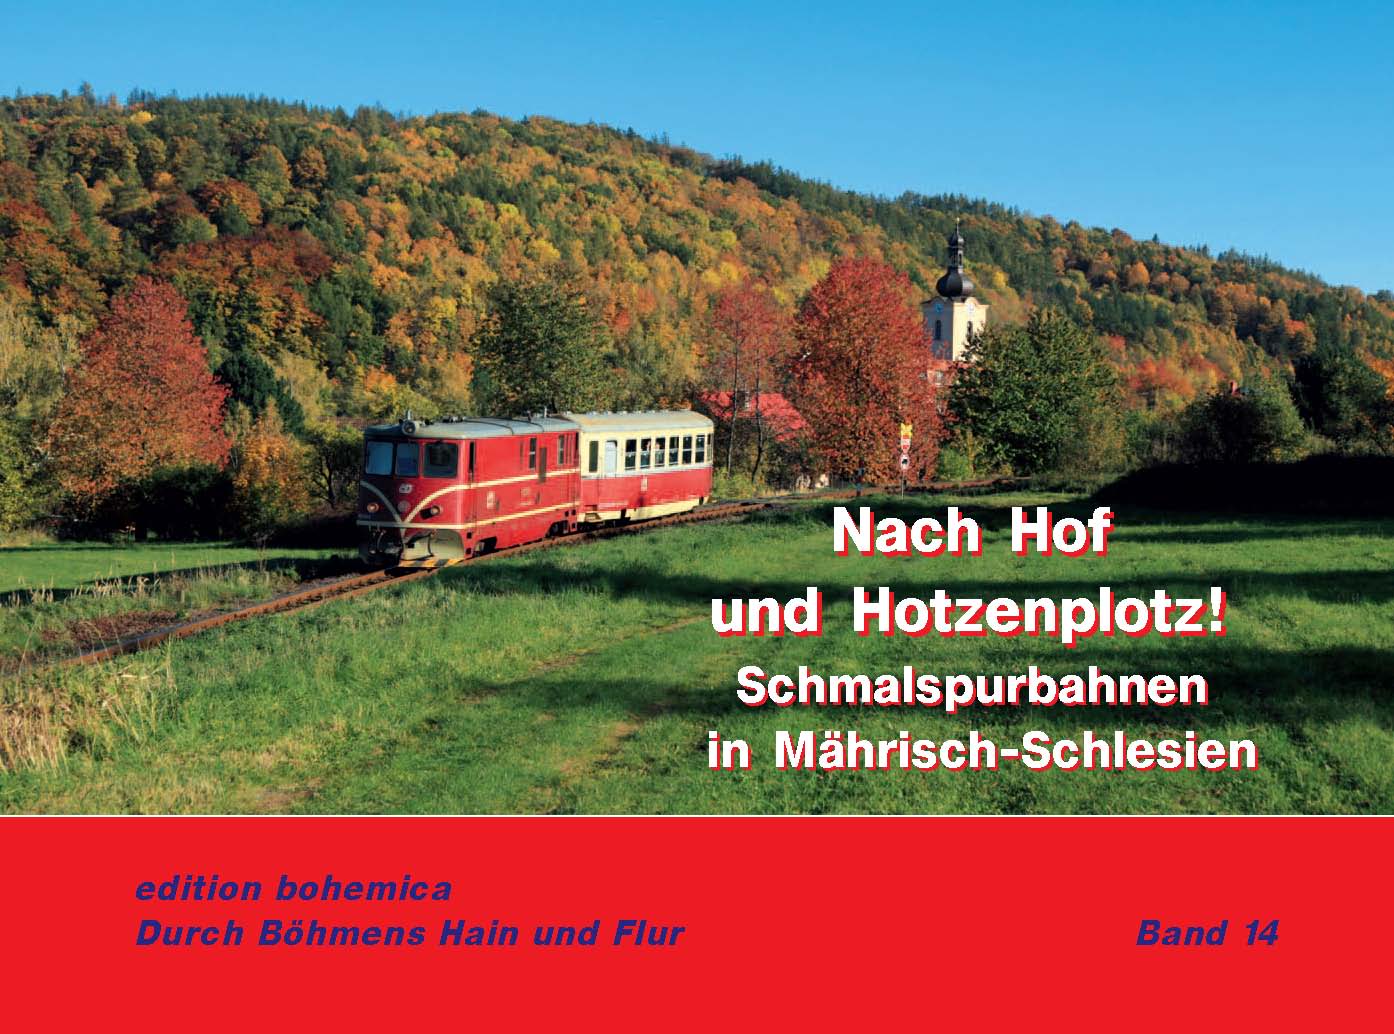 Nach Hof
und Hotzenplotz!
Schmalspurbahnen
in Mährisch-Schlesien
edition bohemica
Durch Böhmens Hain und Flur
Band 14